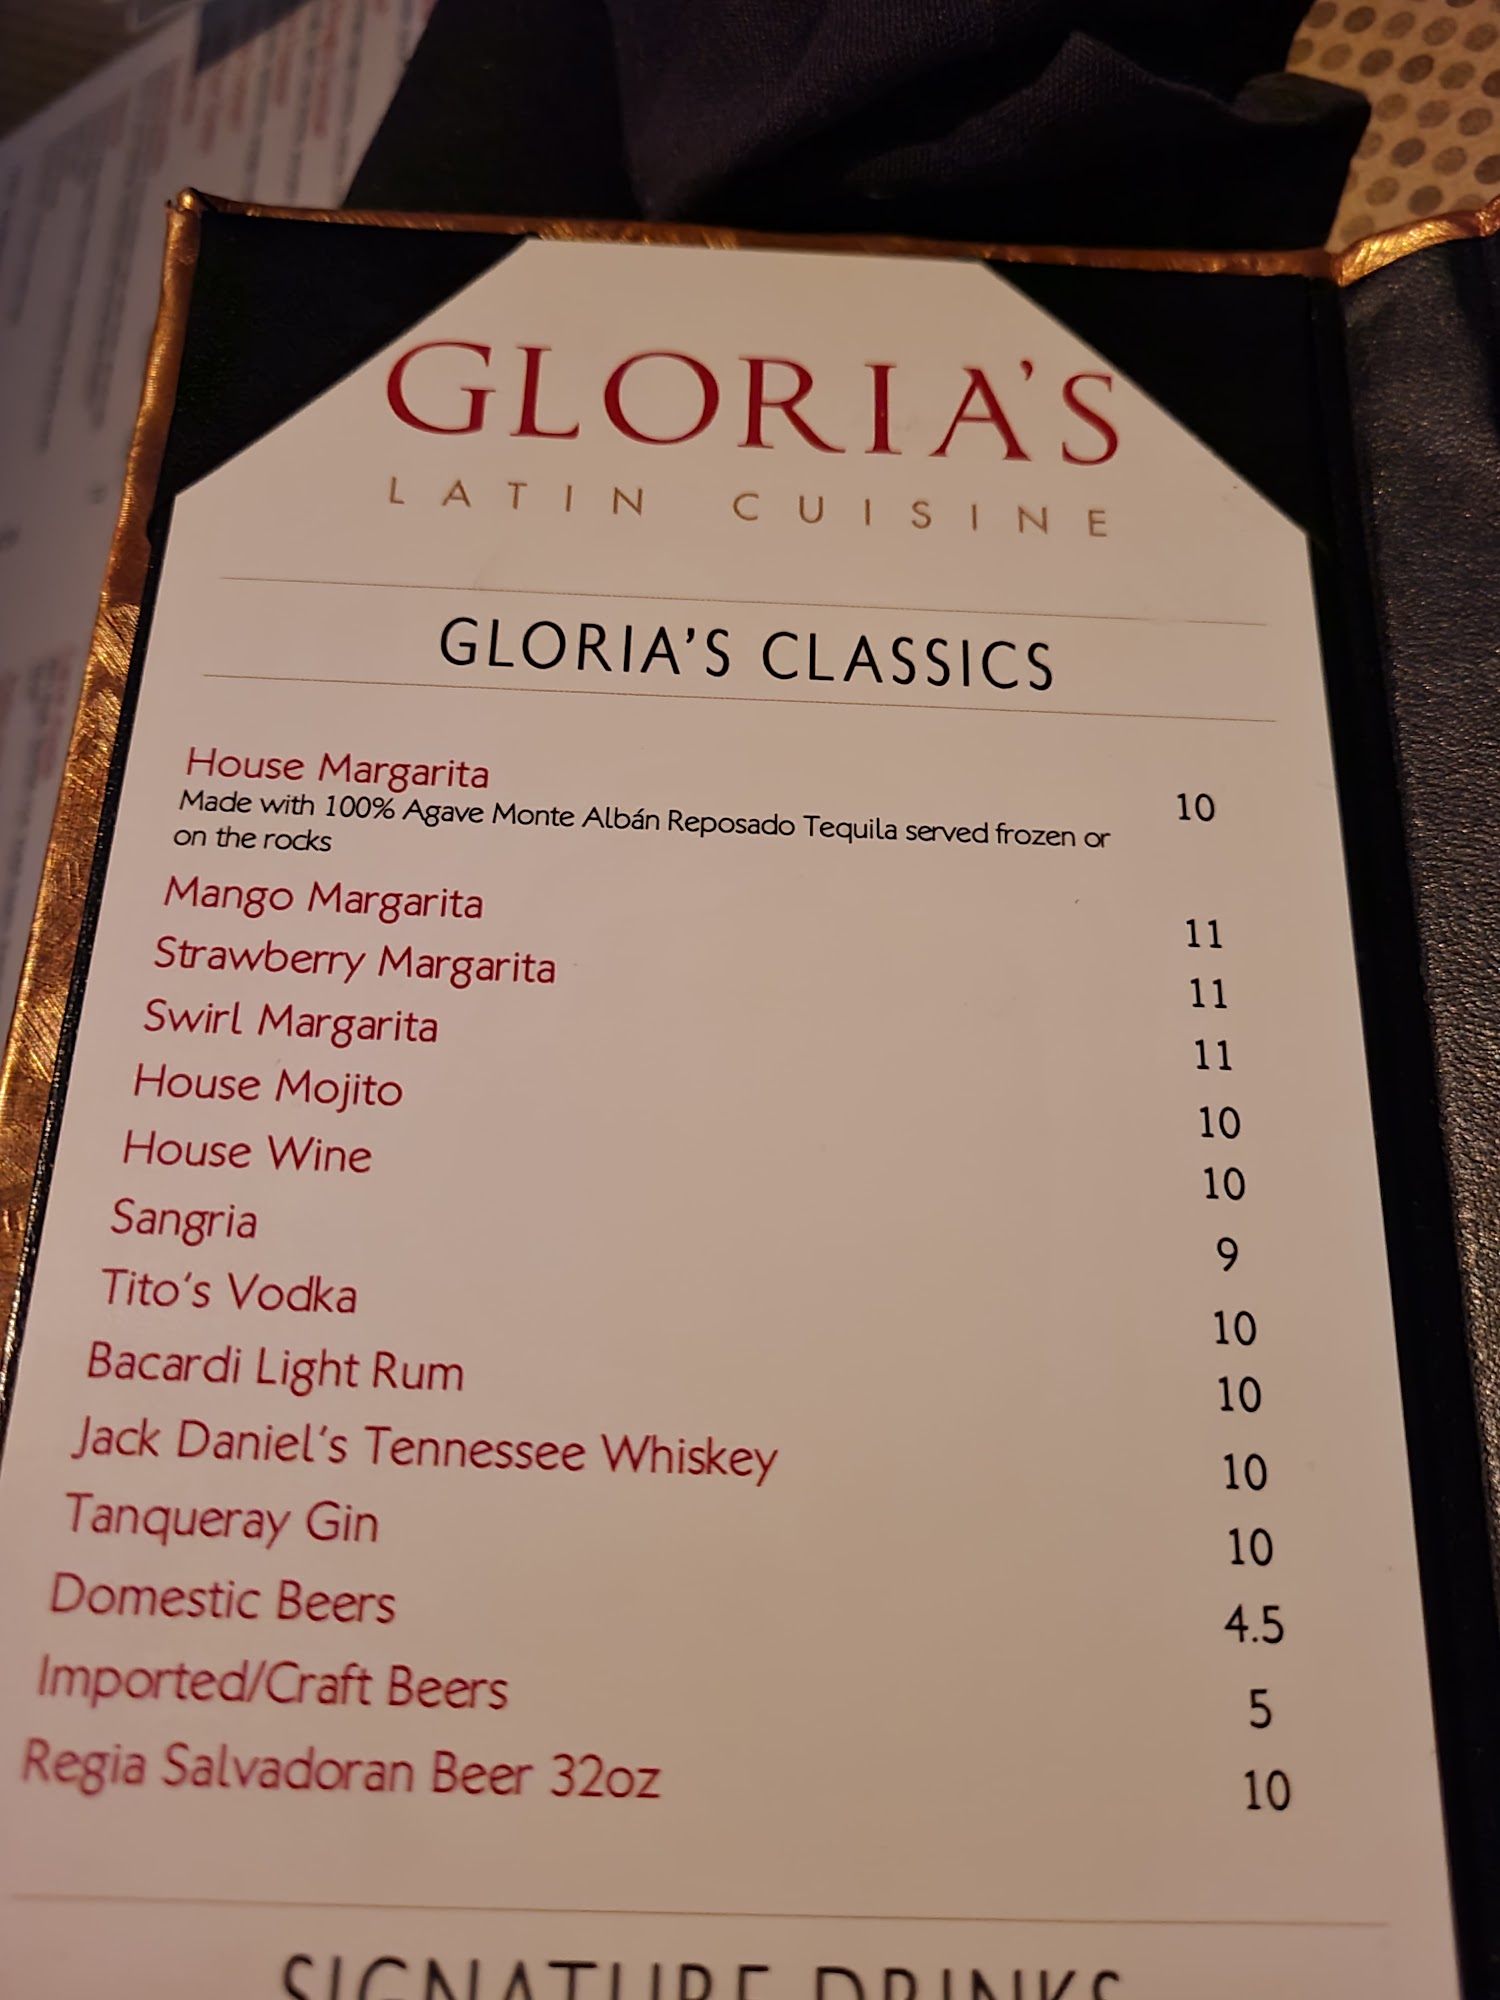 GLORIA'S
LATIN CUISINE
GLORIA'S CLASSICS
House Margarita 10
Made with 100% Agave Monte Albán Reposado Tequila served frozen or
on the rocks
Mango Margarita 11
Strawberry Margarita 11
Swirl Margarita 11
House Mojito 10
House Wine 10
Sangria 9
Tito's Vodka 10
Bacardi Light Rum 10
Jack Daniel's Tennessee Whiskey 10
Tanqueray Gin 10
Domestic Beers 4.5
Imported/Craft Beers 5
Regia Salvadoran Beer 32oz 10
SIGNATURE DRINKS